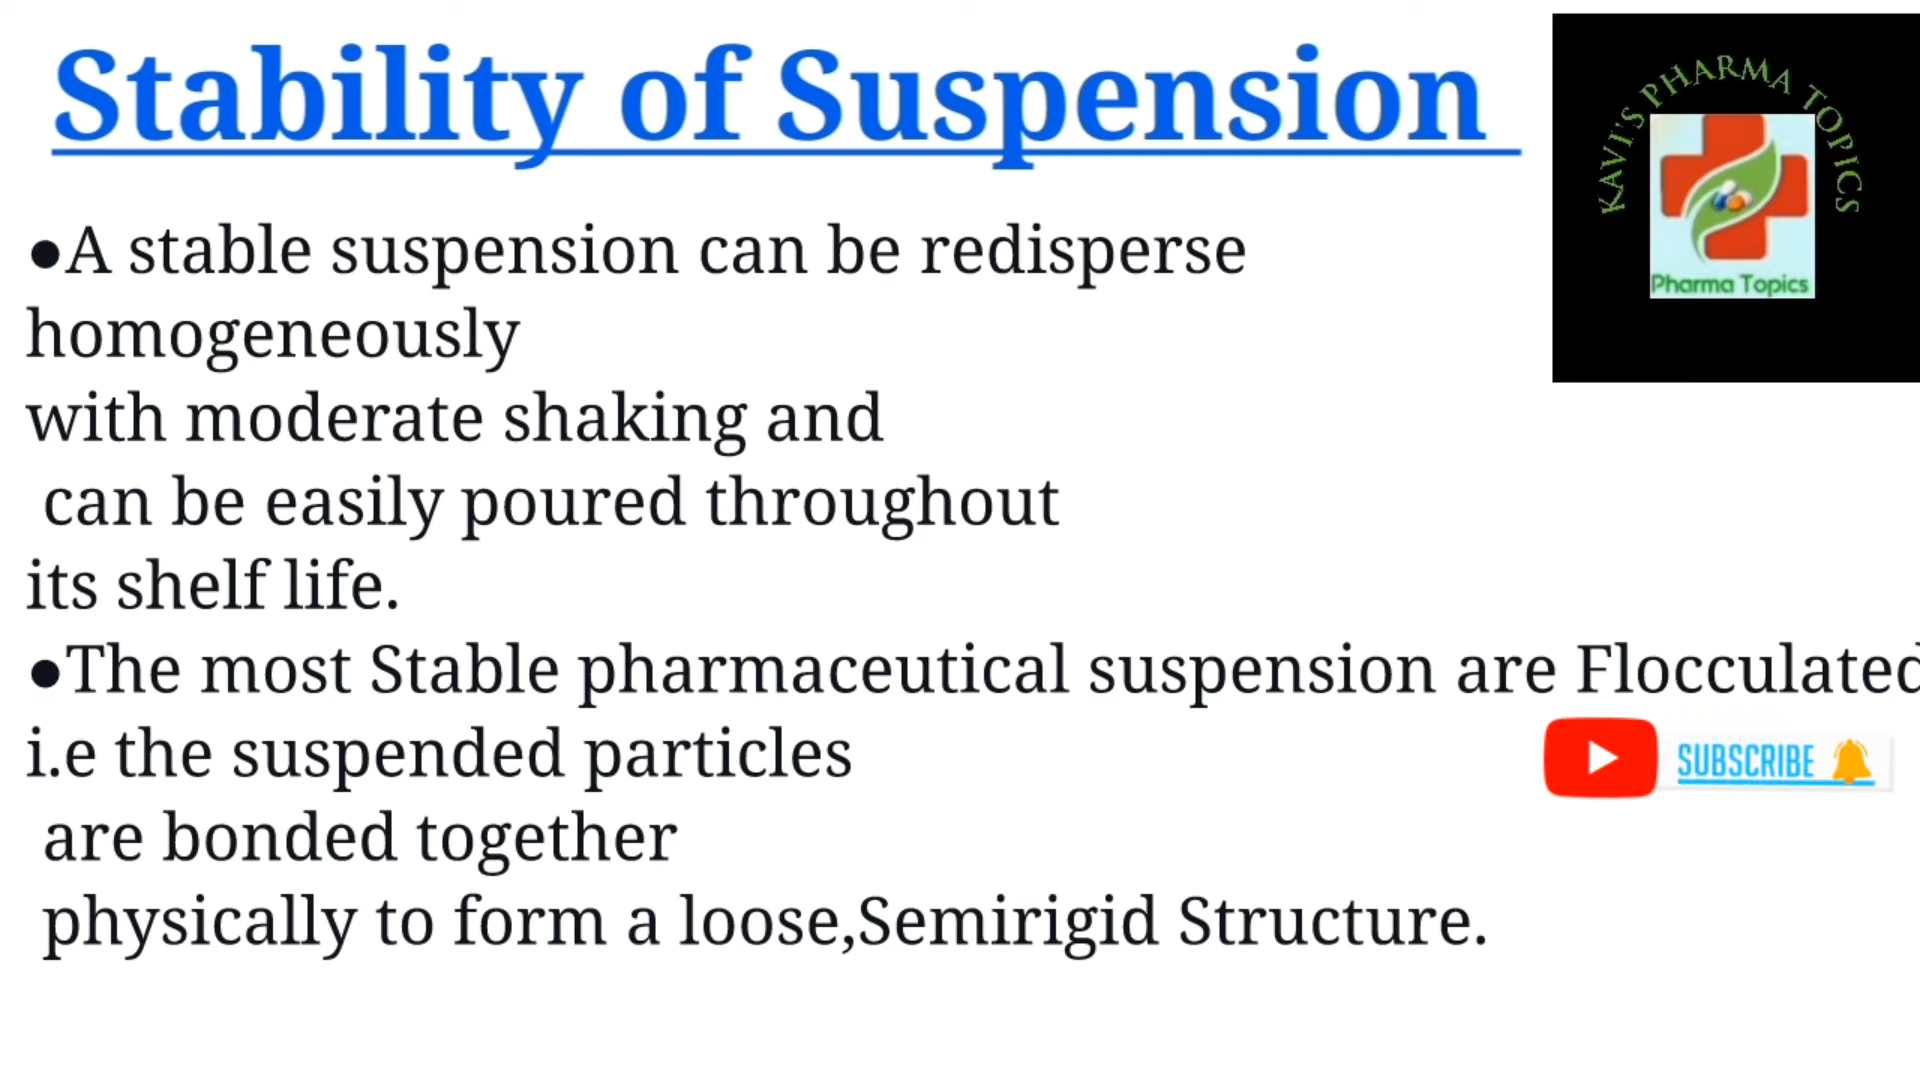 Stability of Suspension
KAVI'S PHARMA TOPICS
Pharma Topics
●A stable suspension can be redisperse
homogeneously
with moderate shaking and
can be easily poured throughout
its shelf life.
●The most Stable pharmaceutical suspension are Flocculated
i.e the suspended particles
SUBSCRIBE
are bonded together
physically to form a loose,Semirigid Structure.